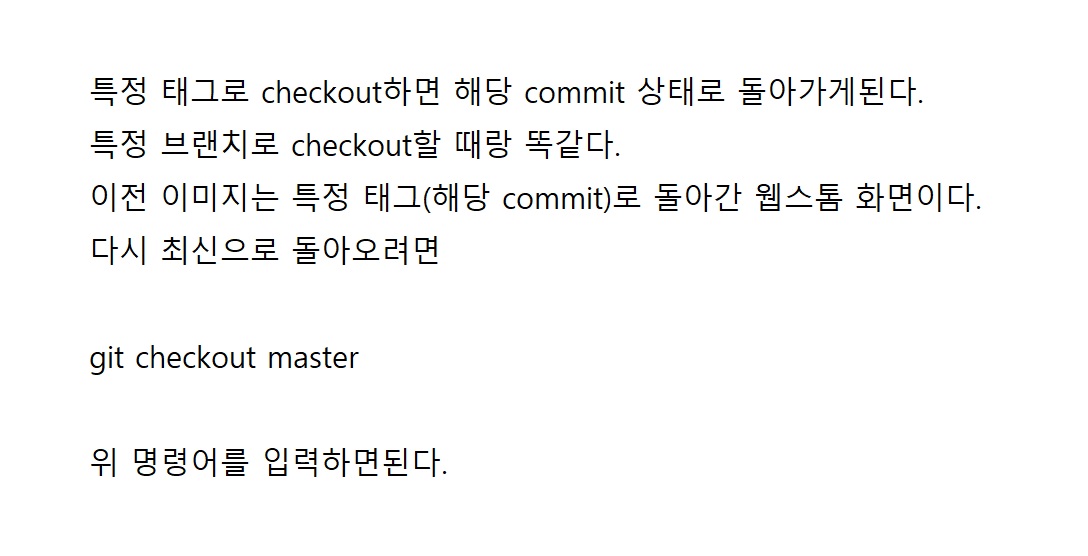 특정 태그로 checkout하면 해당 commit 상태로 돌아가게된다.
특정 브랜치로 checkout할 때랑 똑같다.
이전 이미지는 특정 태그(해당 commit)로 돌아간 웹스톰 화면이다.
다시 최신으로 돌아오려면
git checkout master
위 명령어를 입력하면된다.